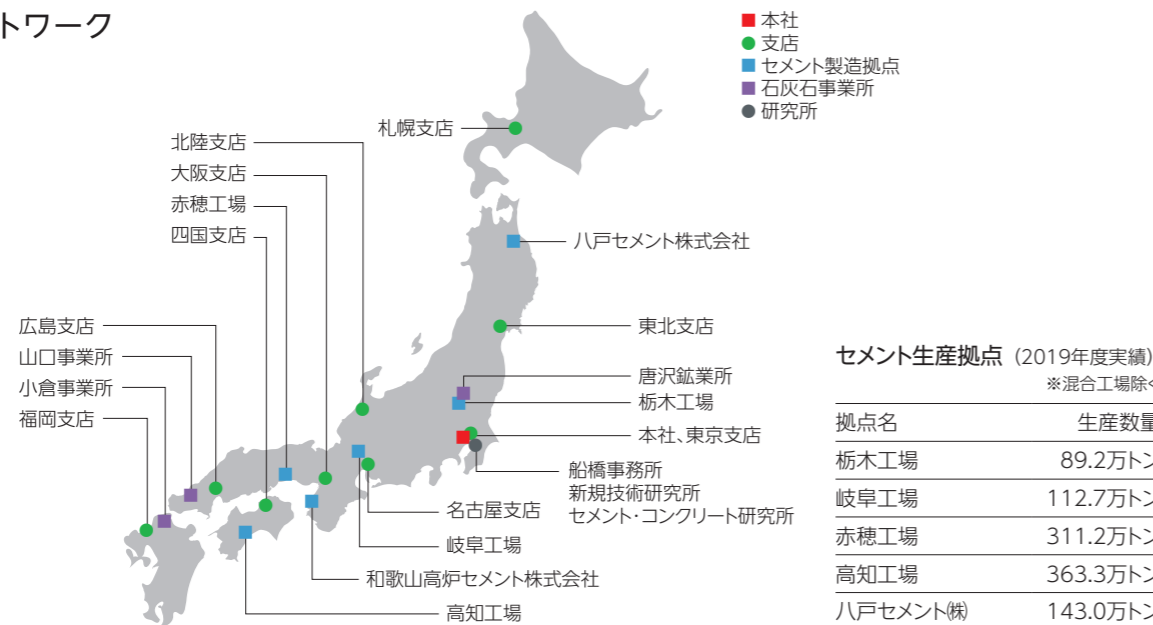 トワーク
本社
支店
セメント製造拠点
石灰石事業所
研究所
札幌支店
北陸支店
大阪支店
赤穂工場
四国支店
八戸セメント株式会社
広島支店
山口事業所
小倉事業所
福岡支店
東北支店
唐沢鉱業所
栃木工場
本社、東京支店
船橋事務所
新規技術研究所
セメント・コンクリート研究所
名古屋支店
岐阜工場
和歌山高炉セメント株式会社
高知工場
セメント生産拠点（2019年度実績）
※混合工場除く
拠点名 生産数量
栃木工場 89.2万トン
岐阜工場 112.7万トン
赤穂工場 311.2万トン
高知工場 363.3万トン
八戸セメント㈱ 143.0万トン